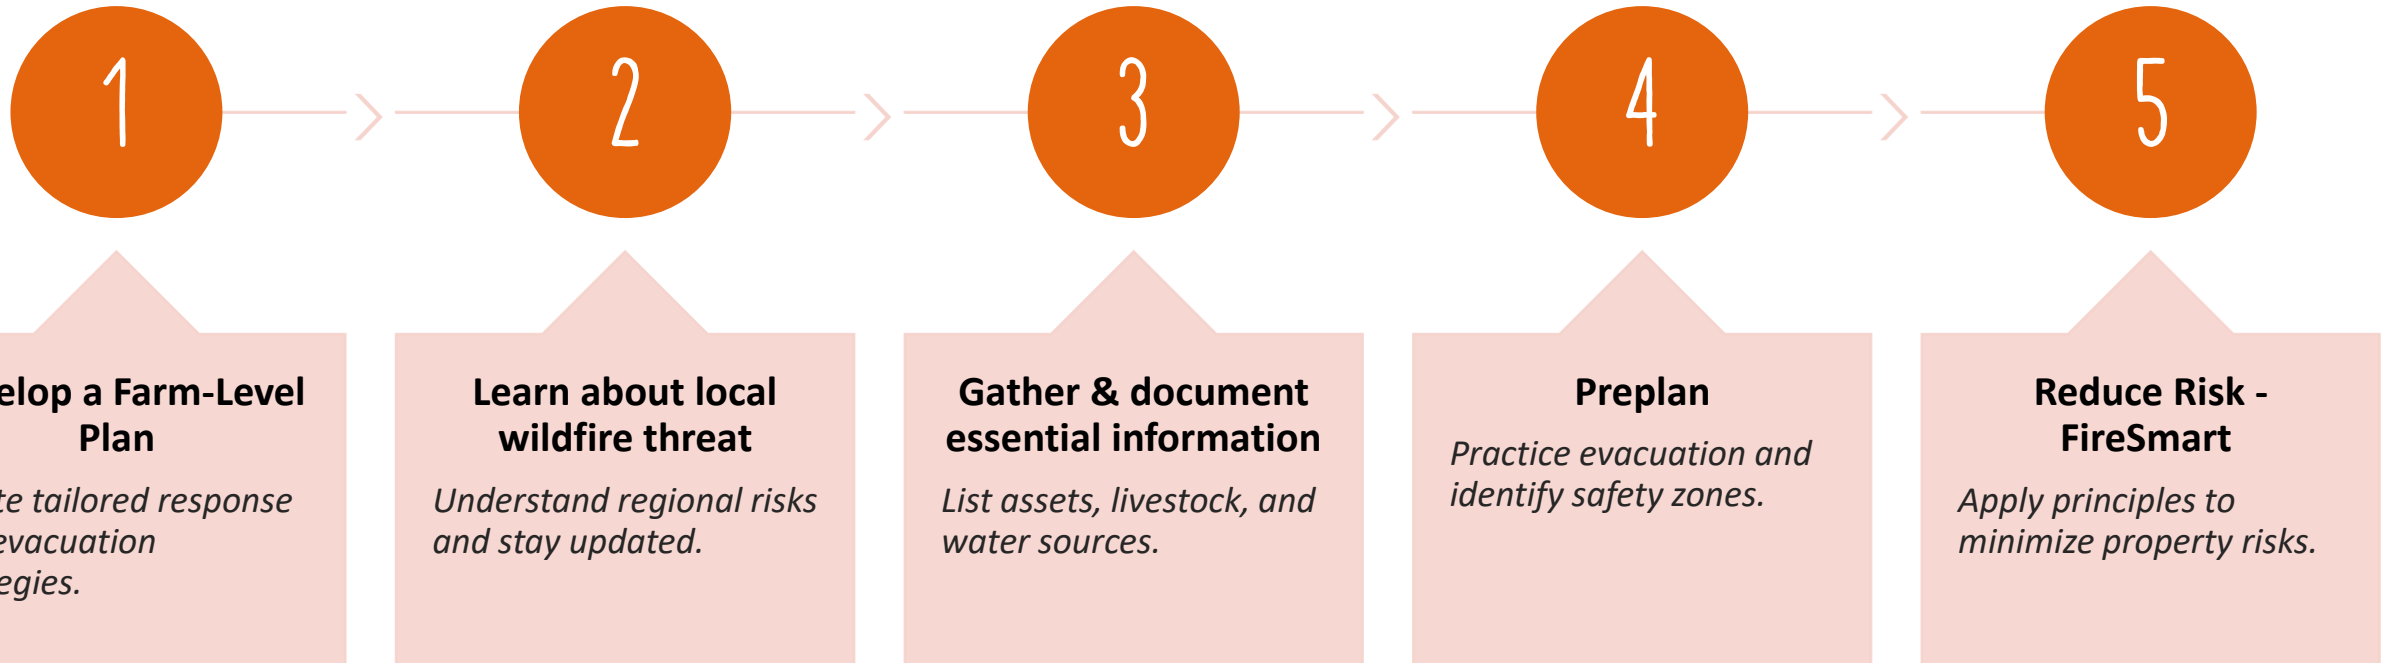 1
2
3
4
5
elop a Farm-Level
Plan
te tailored response
evacuation
egies.
Learn about local
wildfire threat
Understand regional risks
and stay updated.
Gather & document
essential information
List assets, livestock, and
water sources.
Preplan
Practice evacuation and
identify safety zones.
Reduce Risk -
FireSmart
Apply principles to
minimize property risks.